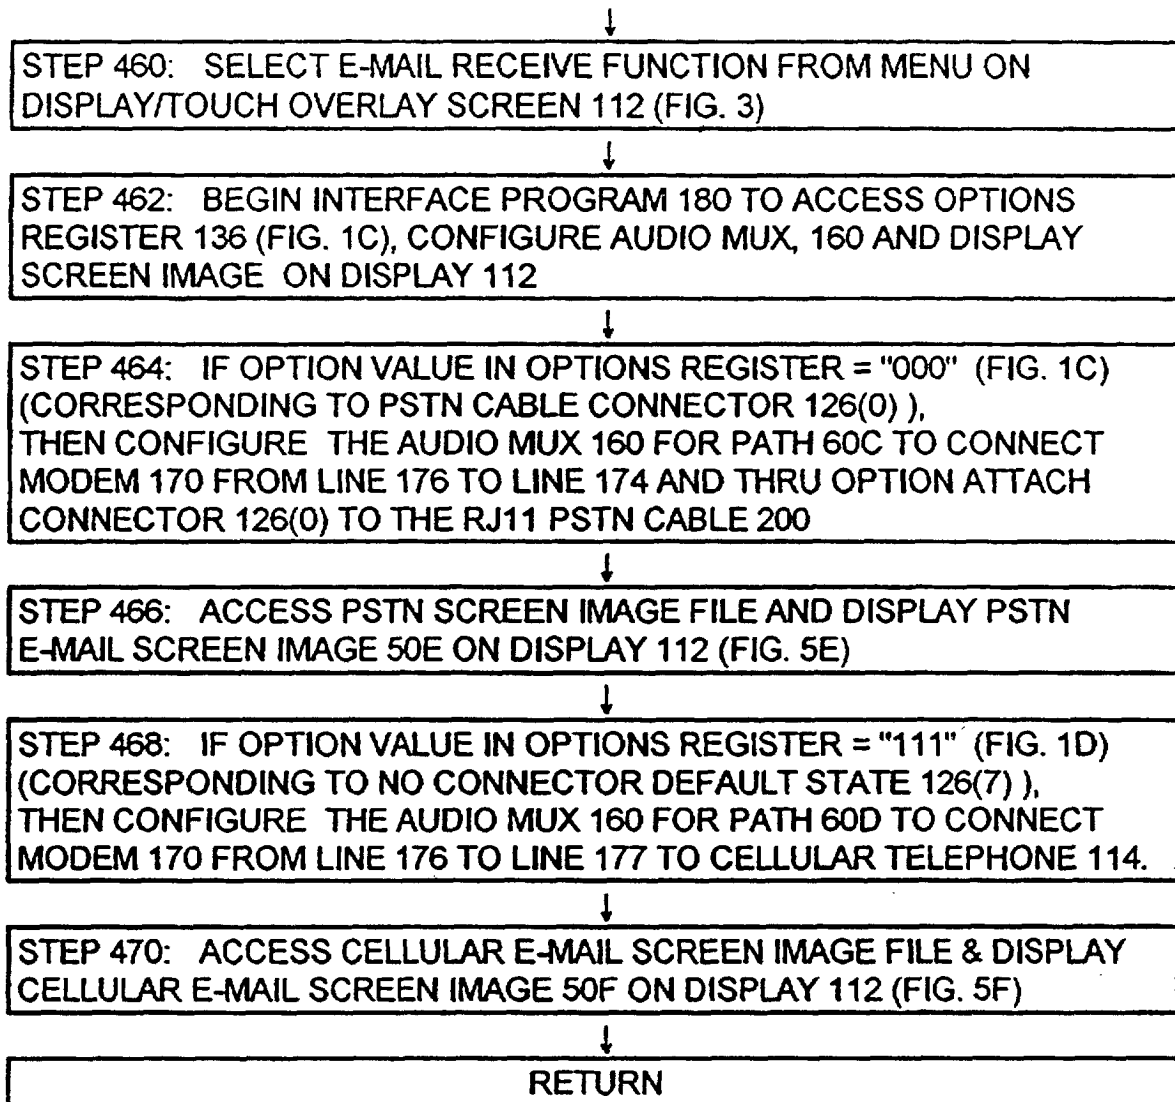 STEP 460: SELECT E-MAIL RECEIVE FUNCTION FROM MENU ON
DISPLAY/TOUCH OVERLAY SCREEN 112 (FIG. 3)
STEP 462: BEGIN INTERFACE PROGRAM 180 TO ACCESS OPTIONS
REGISTER 136 (FIG. 1C), CONFIGURE AUDIO MUX, 160 AND DISPLAY
SCREEN IMAGE ON DISPLAY 112
STEP 464: IF OPTION VALUE IN OPTIONS REGISTER = "000" (FIG. 1C)
(CORRESPONDING TO PSTN CABLE CONNECTOR 126(0) ),
THEN CONFIGURE THE AUDIO MUX 160 FOR PATH 60C TO CONNECT
MODEM 170 FROM LINE 176 TO LINE 174 AND THRU OPTION ATTACH
CONNECTOR 126(0) TO THE RJ11 PSTN CABLE 200
STEP 466: ACCESS PSTN SCREEN IMAGE FILE AND DISPLAY PSTN
E-MAIL SCREEN IMAGE 50E ON DISPLAY 112 (FIG. 5E)
STEP 468: IF OPTION VALUE IN OPTIONS REGISTER = "111" (FIG. 1D)
(CORRESPONDING TO NO CONNECTOR DEFAULT STATE 126(7) ),
THEN CONFIGURE THE AUDIO MUX 160 FOR PATH 60D TO CONNECT
MODEM 170 FROM LINE 176 TO LINE 177 TO CELLULAR TELEPHONE 114.
STEP 470: ACCESS CELLULAR E-MAIL SCREEN IMAGE FILE & DISPLAY
CELLULAR E-MAIL SCREEN IMAGE 50F ON DISPLAY 112 (FIG. 5F)
RETURN